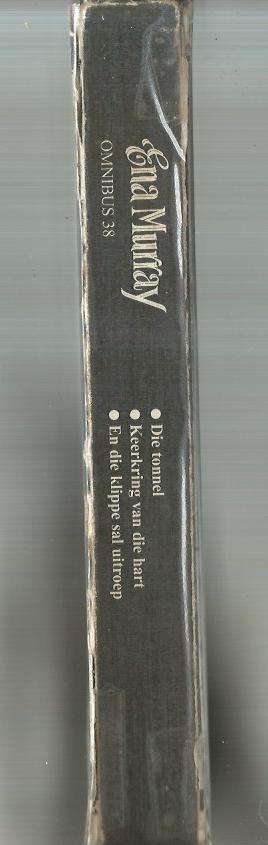 Ena Murray
OMNIBUS 38
● Die tonnel
● Keerkring van die hart
● En die klippe sal uitroep